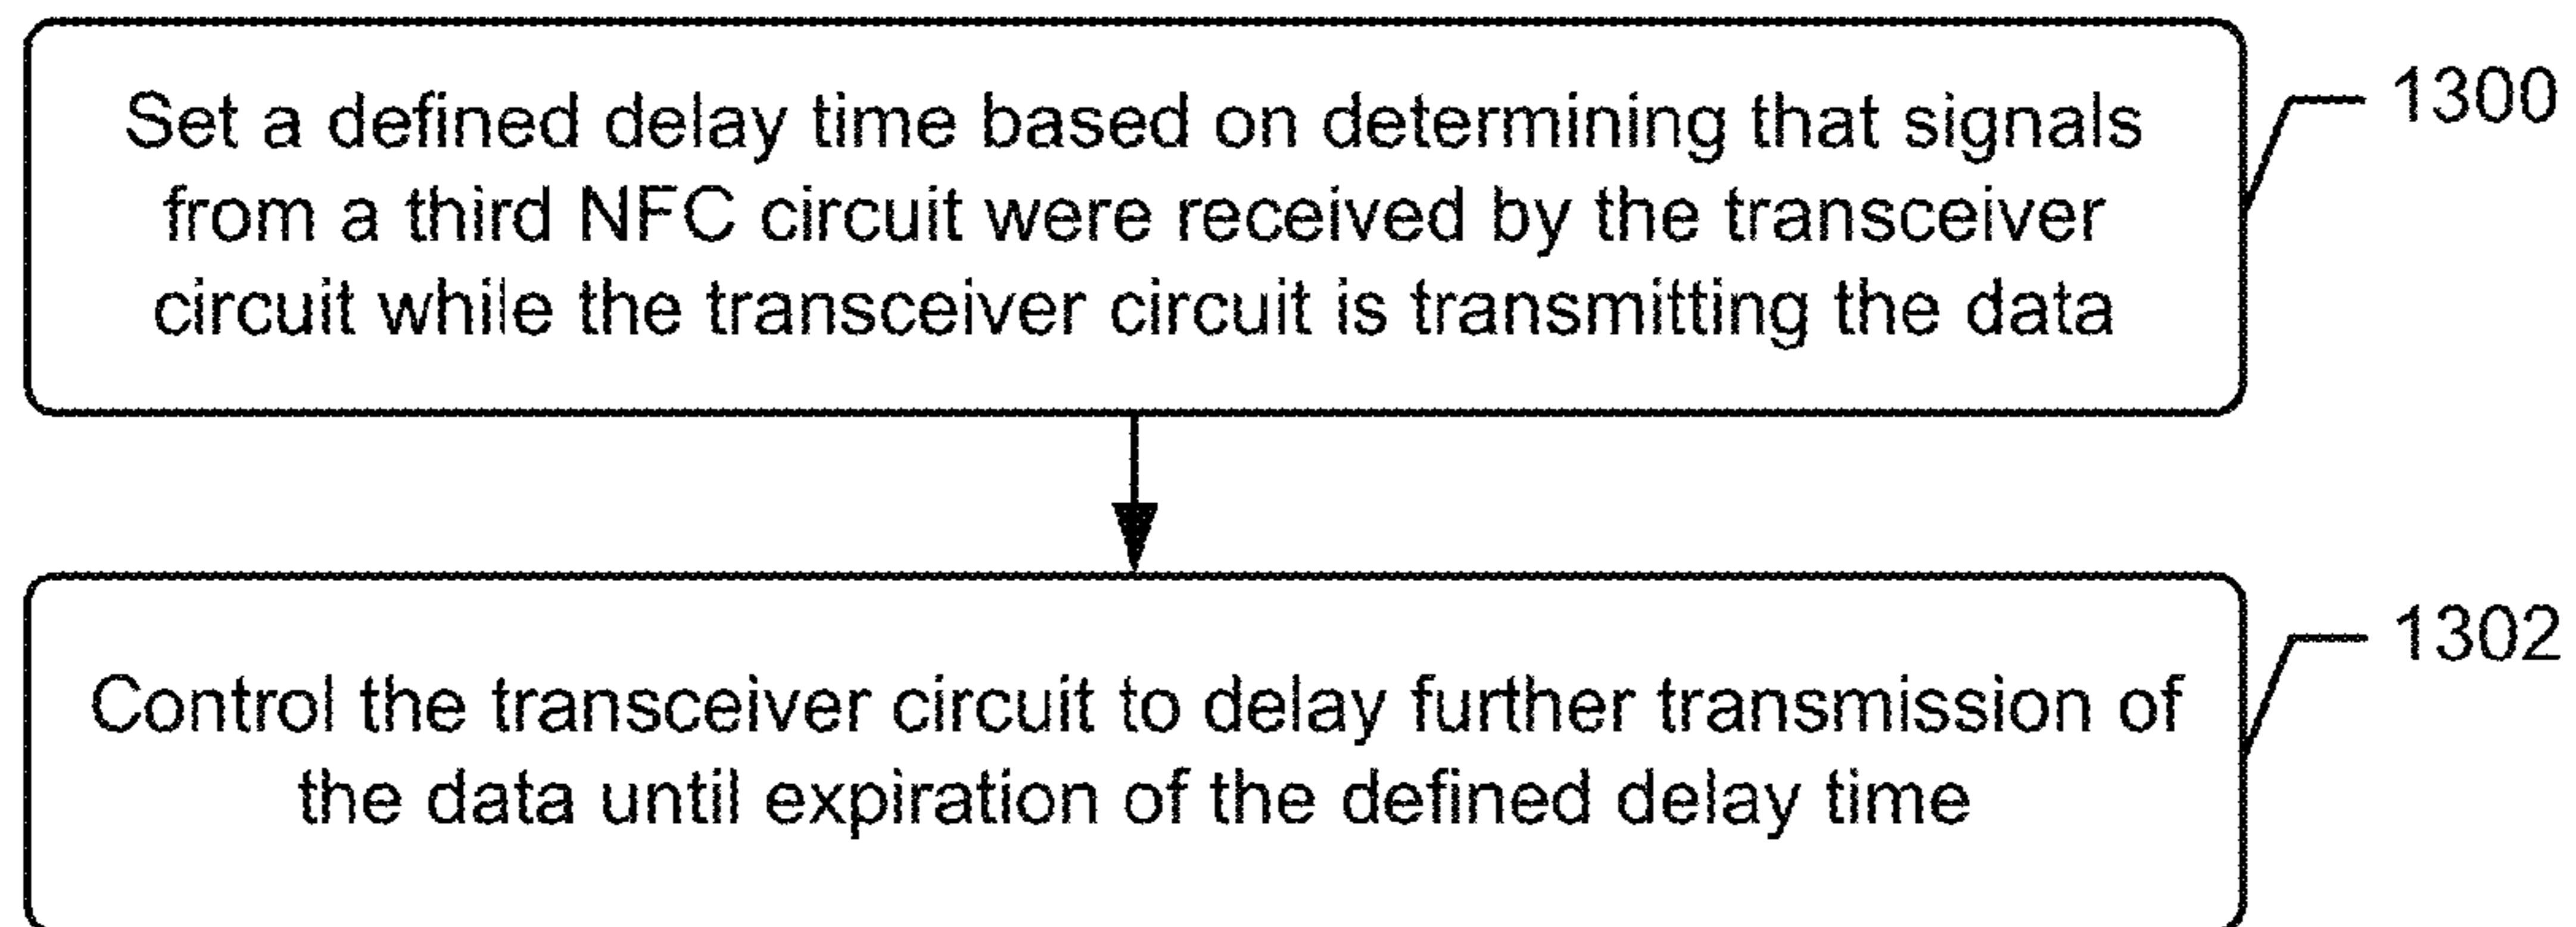 Set a defined delay time based on determining that signals
from a third NFC circuit were received by the transceiver
circuit while the transceiver circuit is transmitting the data
1300
Control the transceiver circuit to delay further transmission of
the data until expiration of the defined delay time
1302